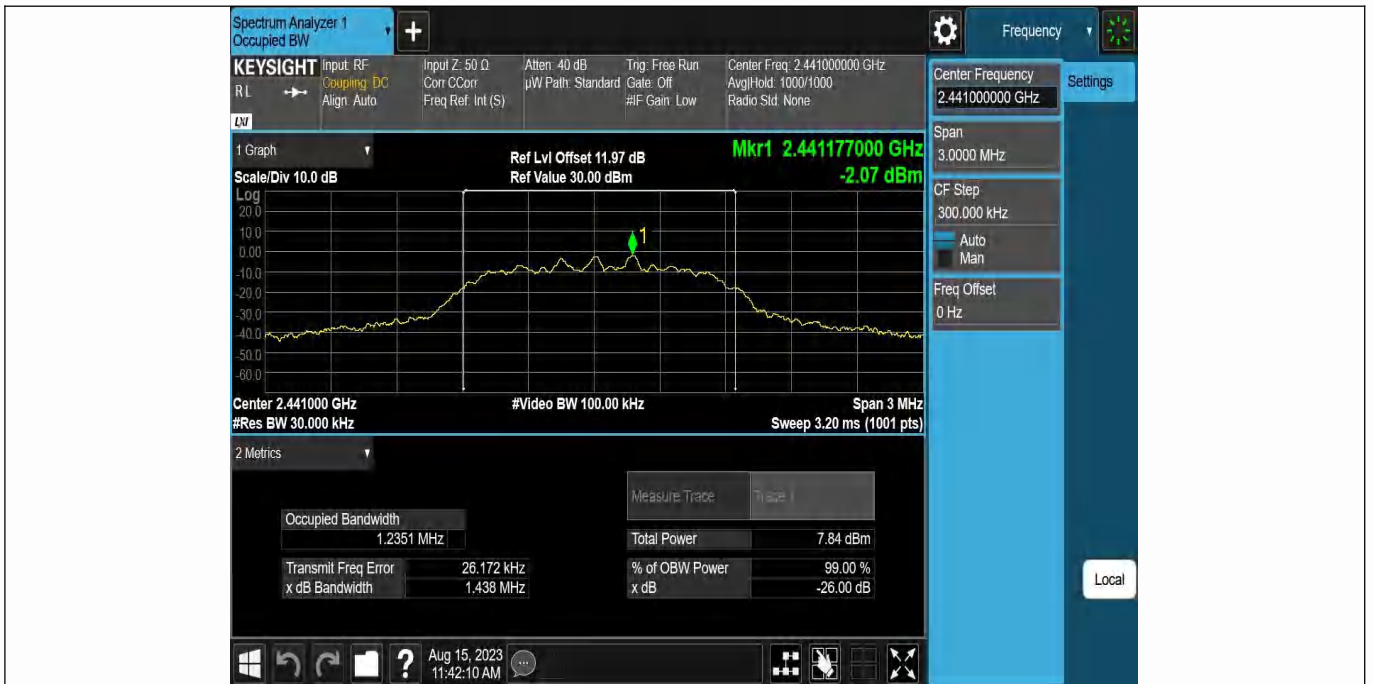 Spectrum Analyzer 1
Occupied BW
+
Frequency
KEYSIGHT
RL
LXI
Input: RF
Coupling: DC
Align: Auto
Input Z: 50 Ω
Corr CCorr
Freq Ref: Int (S)
Atten: 40 dB
µW Path: Standard
Trig: Free Run
Gate: Off
#IF Gain: Low
Center Freq: 2.441000000 GHz
Avg|Hold: 1000/1000
Radio Std: None
Center Frequency
2.441000000 GHz
Settings
Span
3.0000 MHz
CF Step
300.000 kHz
Auto
Man
Freq Offset
0 Hz
Local
1 Graph
Scale/Div 10.0 dB
Ref Lvl Offset 11.97 dB
Ref Value 30.00 dBm
Mkr1 2.441177000 GHz
-2.07 dBm
Log
20.0
10.0
0.00
-10.0
-20.0
-30.0
-40.0
-50.0
-60.0
1
Center 2.441000 GHz
#Video BW 100.00 kHz
Span 3 MHz
#Res BW 30.000 kHz
Sweep 3.20 ms (1001 pts)
2 Metrics
Measure Trace
Trace 1
Occupied Bandwidth
1.2351 MHz
Total Power
7.84 dBm
Transmit Freq Error
26.172 kHz
% of OBW Power
99.00 %
x dB Bandwidth
1.438 MHz
x dB
-26.00 dB
?
Aug 15, 2023
11:42:10 AM